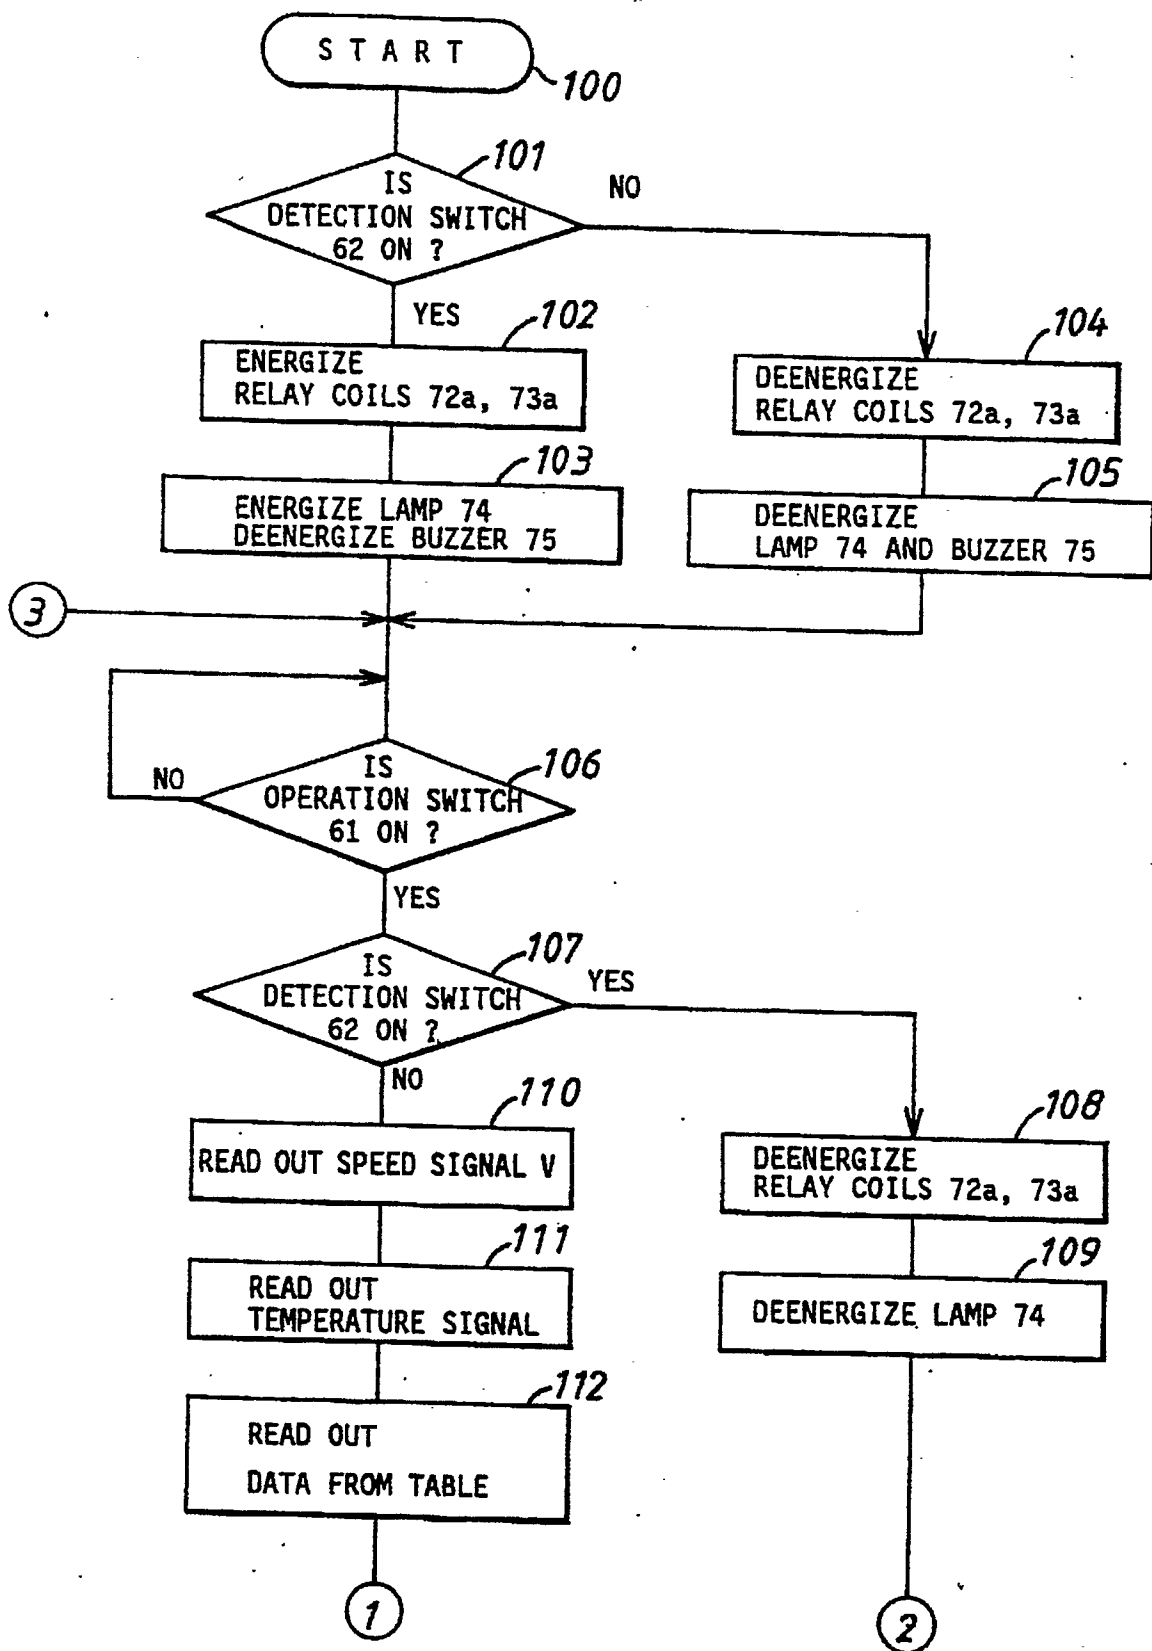 START
100
101
IS
DETECTION SWITCH
62 ON ?
NO
YES
102
ENERGIZE
RELAY COILS 72a, 73a
104
DEENERGIZE
RELAY COILS 72a, 73a
103
ENERGIZE LAMP 74
DEENERGIZE BUZZER 75
105
DEENERGIZE
LAMP 74 AND BUZZER 75
3
106
IS
OPERATION SWITCH
61 ON ?
NO
YES
107
IS
DETECTION SWITCH
62 ON ?
YES
NO
110
READ OUT SPEED SIGNAL V
108
DEENERGIZE
RELAY COILS 72a, 73a
111
READ OUT
TEMPERATURE SIGNAL
109
DEENERGIZE LAMP 74
112
READ OUT
DATA FROM TABLE
1
2